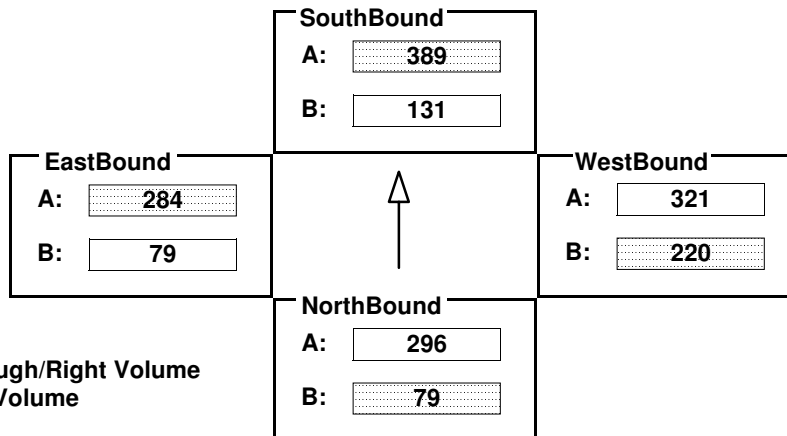 SouthBound
A: 389
B: 131
EastBound
A: 284
B: 79
WestBound
A: 321
B: 220
NorthBound
A: 296
B: 79
ugh/Right Volume
Volume